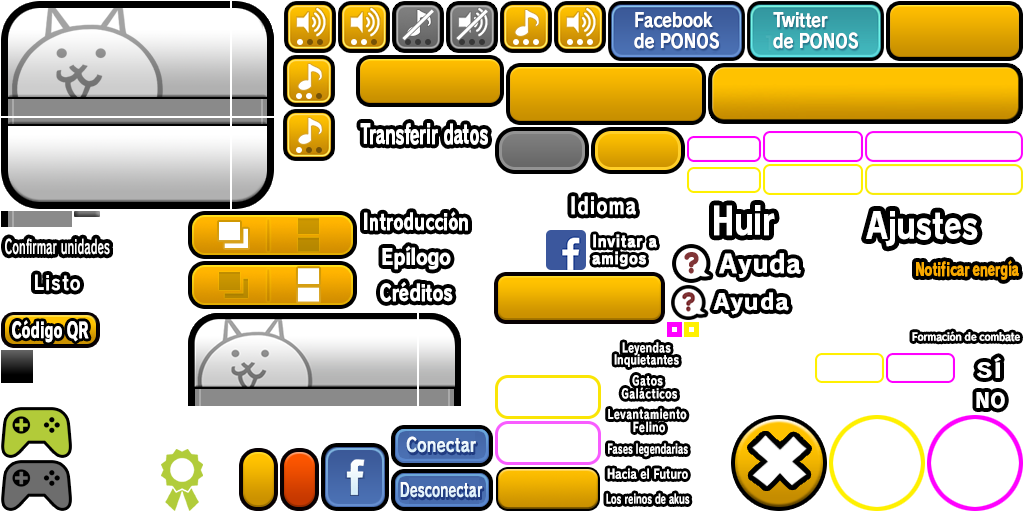 Facebook
de PONOS
Twitter
de PONOS
Transferir datos
Idioma
Huir
Ajustes
Introducción
Confirmar unidades
Invitar a
amigos
Epílogo
Ayuda
Notificar energía
Listo
Créditos
Ayuda
Código QR
Formación de combate
Leyendas
Inquietantes
SÍ
Gatos
Galácticos
NO
Levantamiento
Felino
Conectar
Fases legendarias
Hacia el Futuro
Desconectar
Los reinos de akus